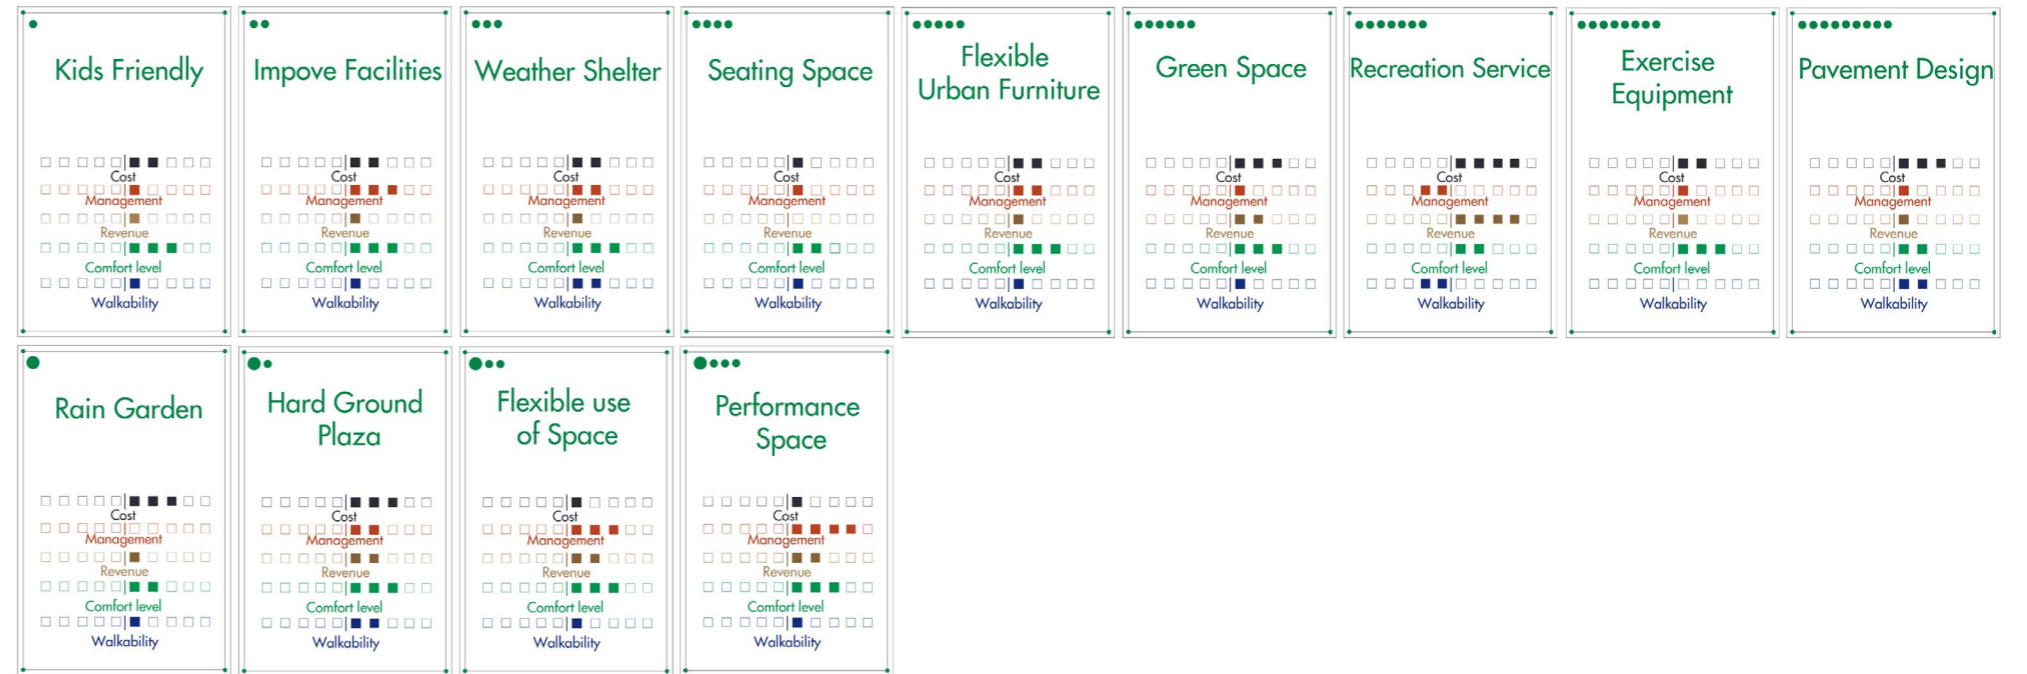 Kids Friendly
Cost
Management
Revenue
Comfort level
Walkability
Impove Facilities
Cost
Management
Revenue
Comfort level
Walkability
Weather Shelter
Cost
Management
Revenue
Comfort level
Walkability
Seating Space
Cost
Management
Revenue
Comfort level
Walkability
Flexible
Urban Furniture
Cost
Management
Revenue
Comfort level
Walkability
Green Space
Cost
Management
Revenue
Comfort level
Walkability
Recreation Service
Cost
Management
Revenue
Comfort level
Walkability
Exercise
Equipment
Cost
Management
Revenue
Comfort level
Walkability
Pavement Design
Cost
Management
Revenue
Comfort level
Walkability
Rain Garden
Cost
Management
Revenue
Comfort level
Walkability
Hard Ground
Plaza
Cost
Management
Revenue
Comfort level
Walkability
Flexible use
of Space
Cost
Management
Revenue
Comfort level
Walkability
Performance
Space
Cost
Management
Revenue
Comfort level
Walkability